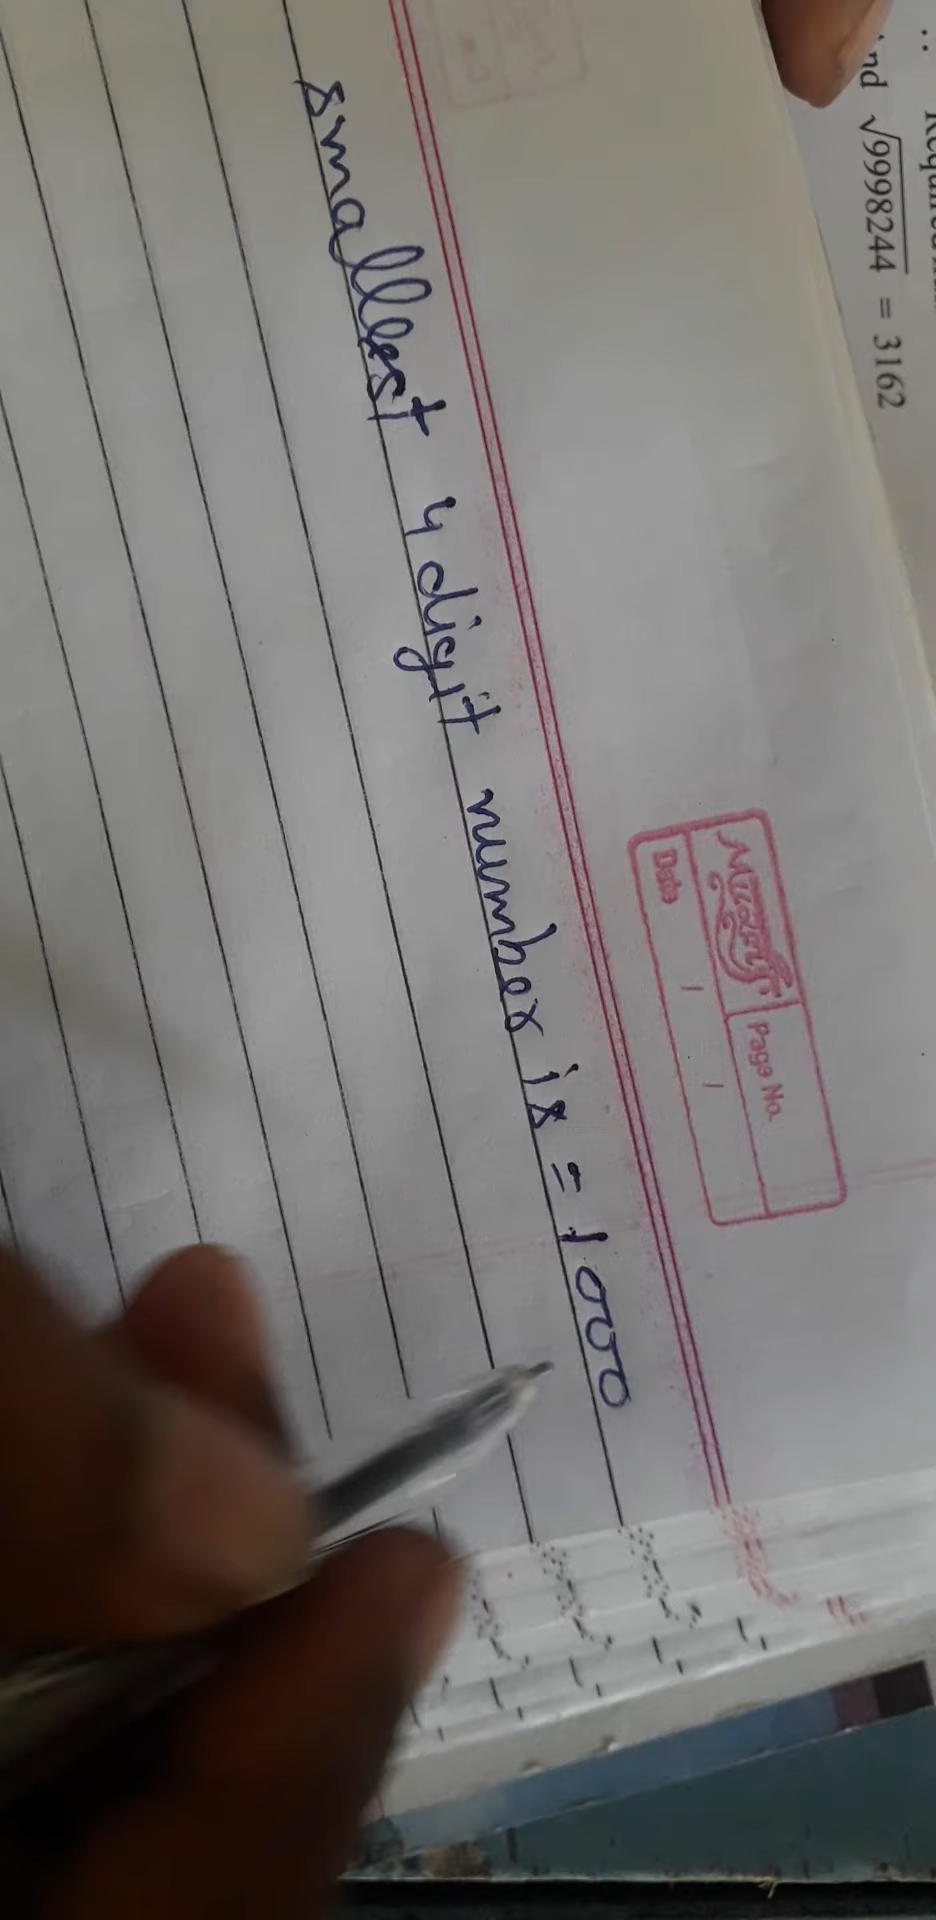 nd √9998244 = 3162
Page No.
Date / /
smallest 4 digit number is = 1000